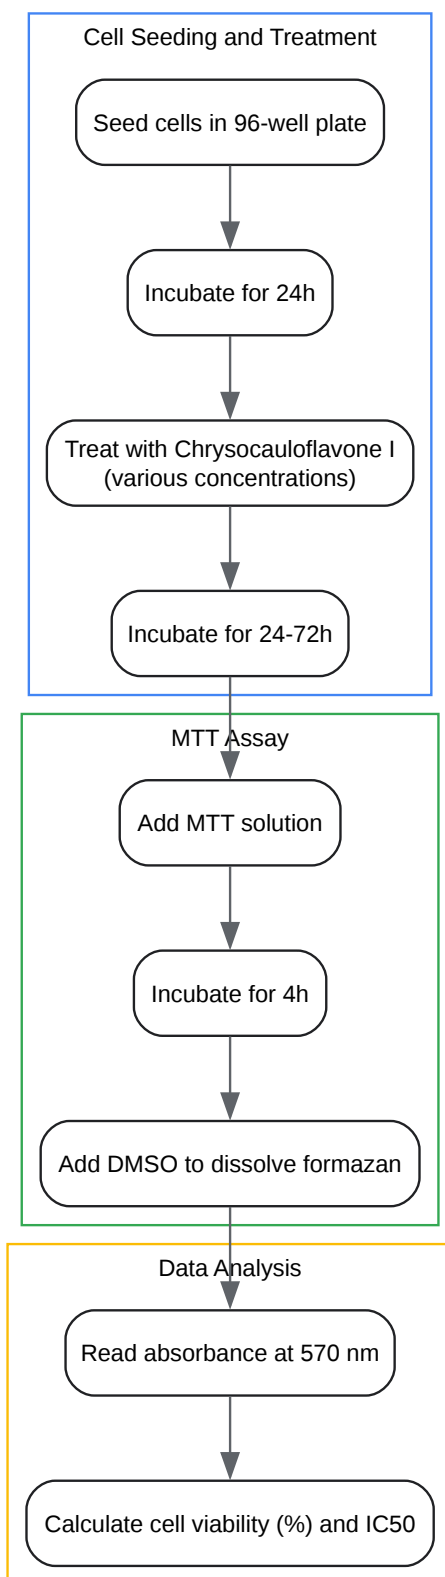 Cell Seeding and Treatment
Seed cells in 96-well plate
Incubate for 24h
Treat with Chrysocauloflavone I
(various concentrations)
Incubate for 24-72h
MTT Assay
Add MTT solution
Incubate for 4h
Add DMSO to dissolve formazan
Data Analysis
Read absorbance at 570 nm
Calculate cell viability (%) and IC50